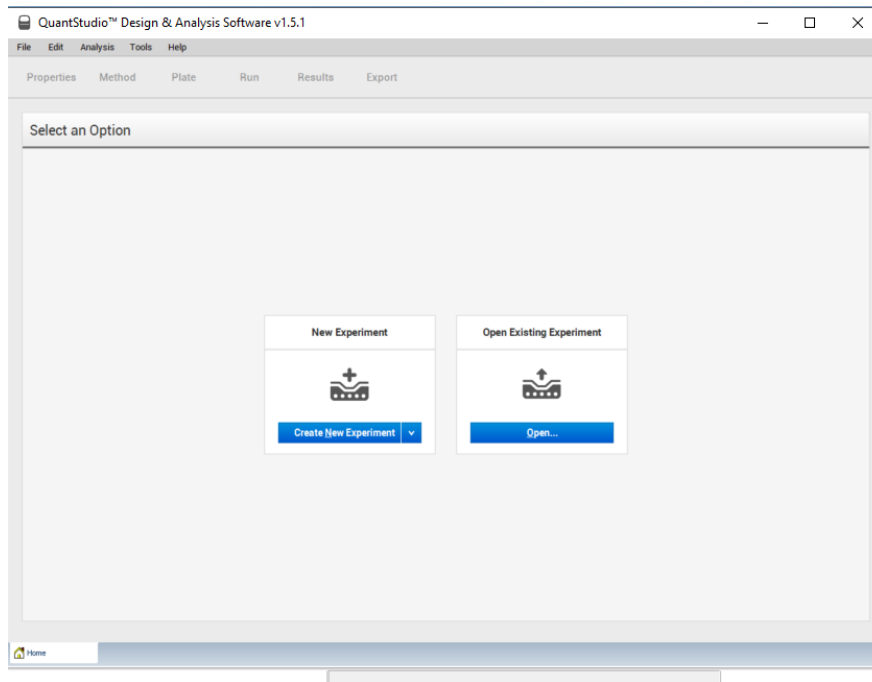 QuantStudio™ Design & Analysis Software v1.5.1
File Edit Analysis Tools Help
Properties Method Plate Run Results Export
Select an Option
New Experiment Open Existing Experiment
Create New Experiment Open...
Home